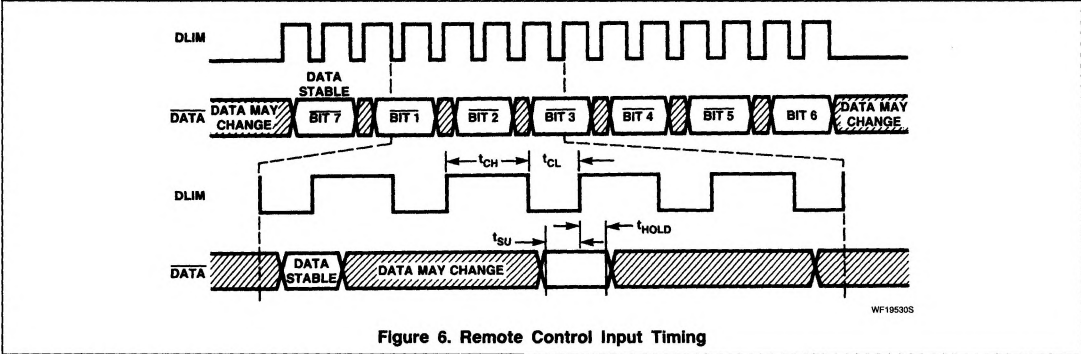 DLIM
DATA
STABLE
DATA
DATA MAY
CHANGE
BIT 7
BIT 1
BIT 2
BIT 3
BIT 4
BIT 5
BIT 6
DATA MAY
CHANGE
tCH
tCL
DLIM
tSU
tHOLD
DATA
DATA
STABLE
DATA MAY CHANGE
WF19530S
Figure 6. Remote Control Input Timing